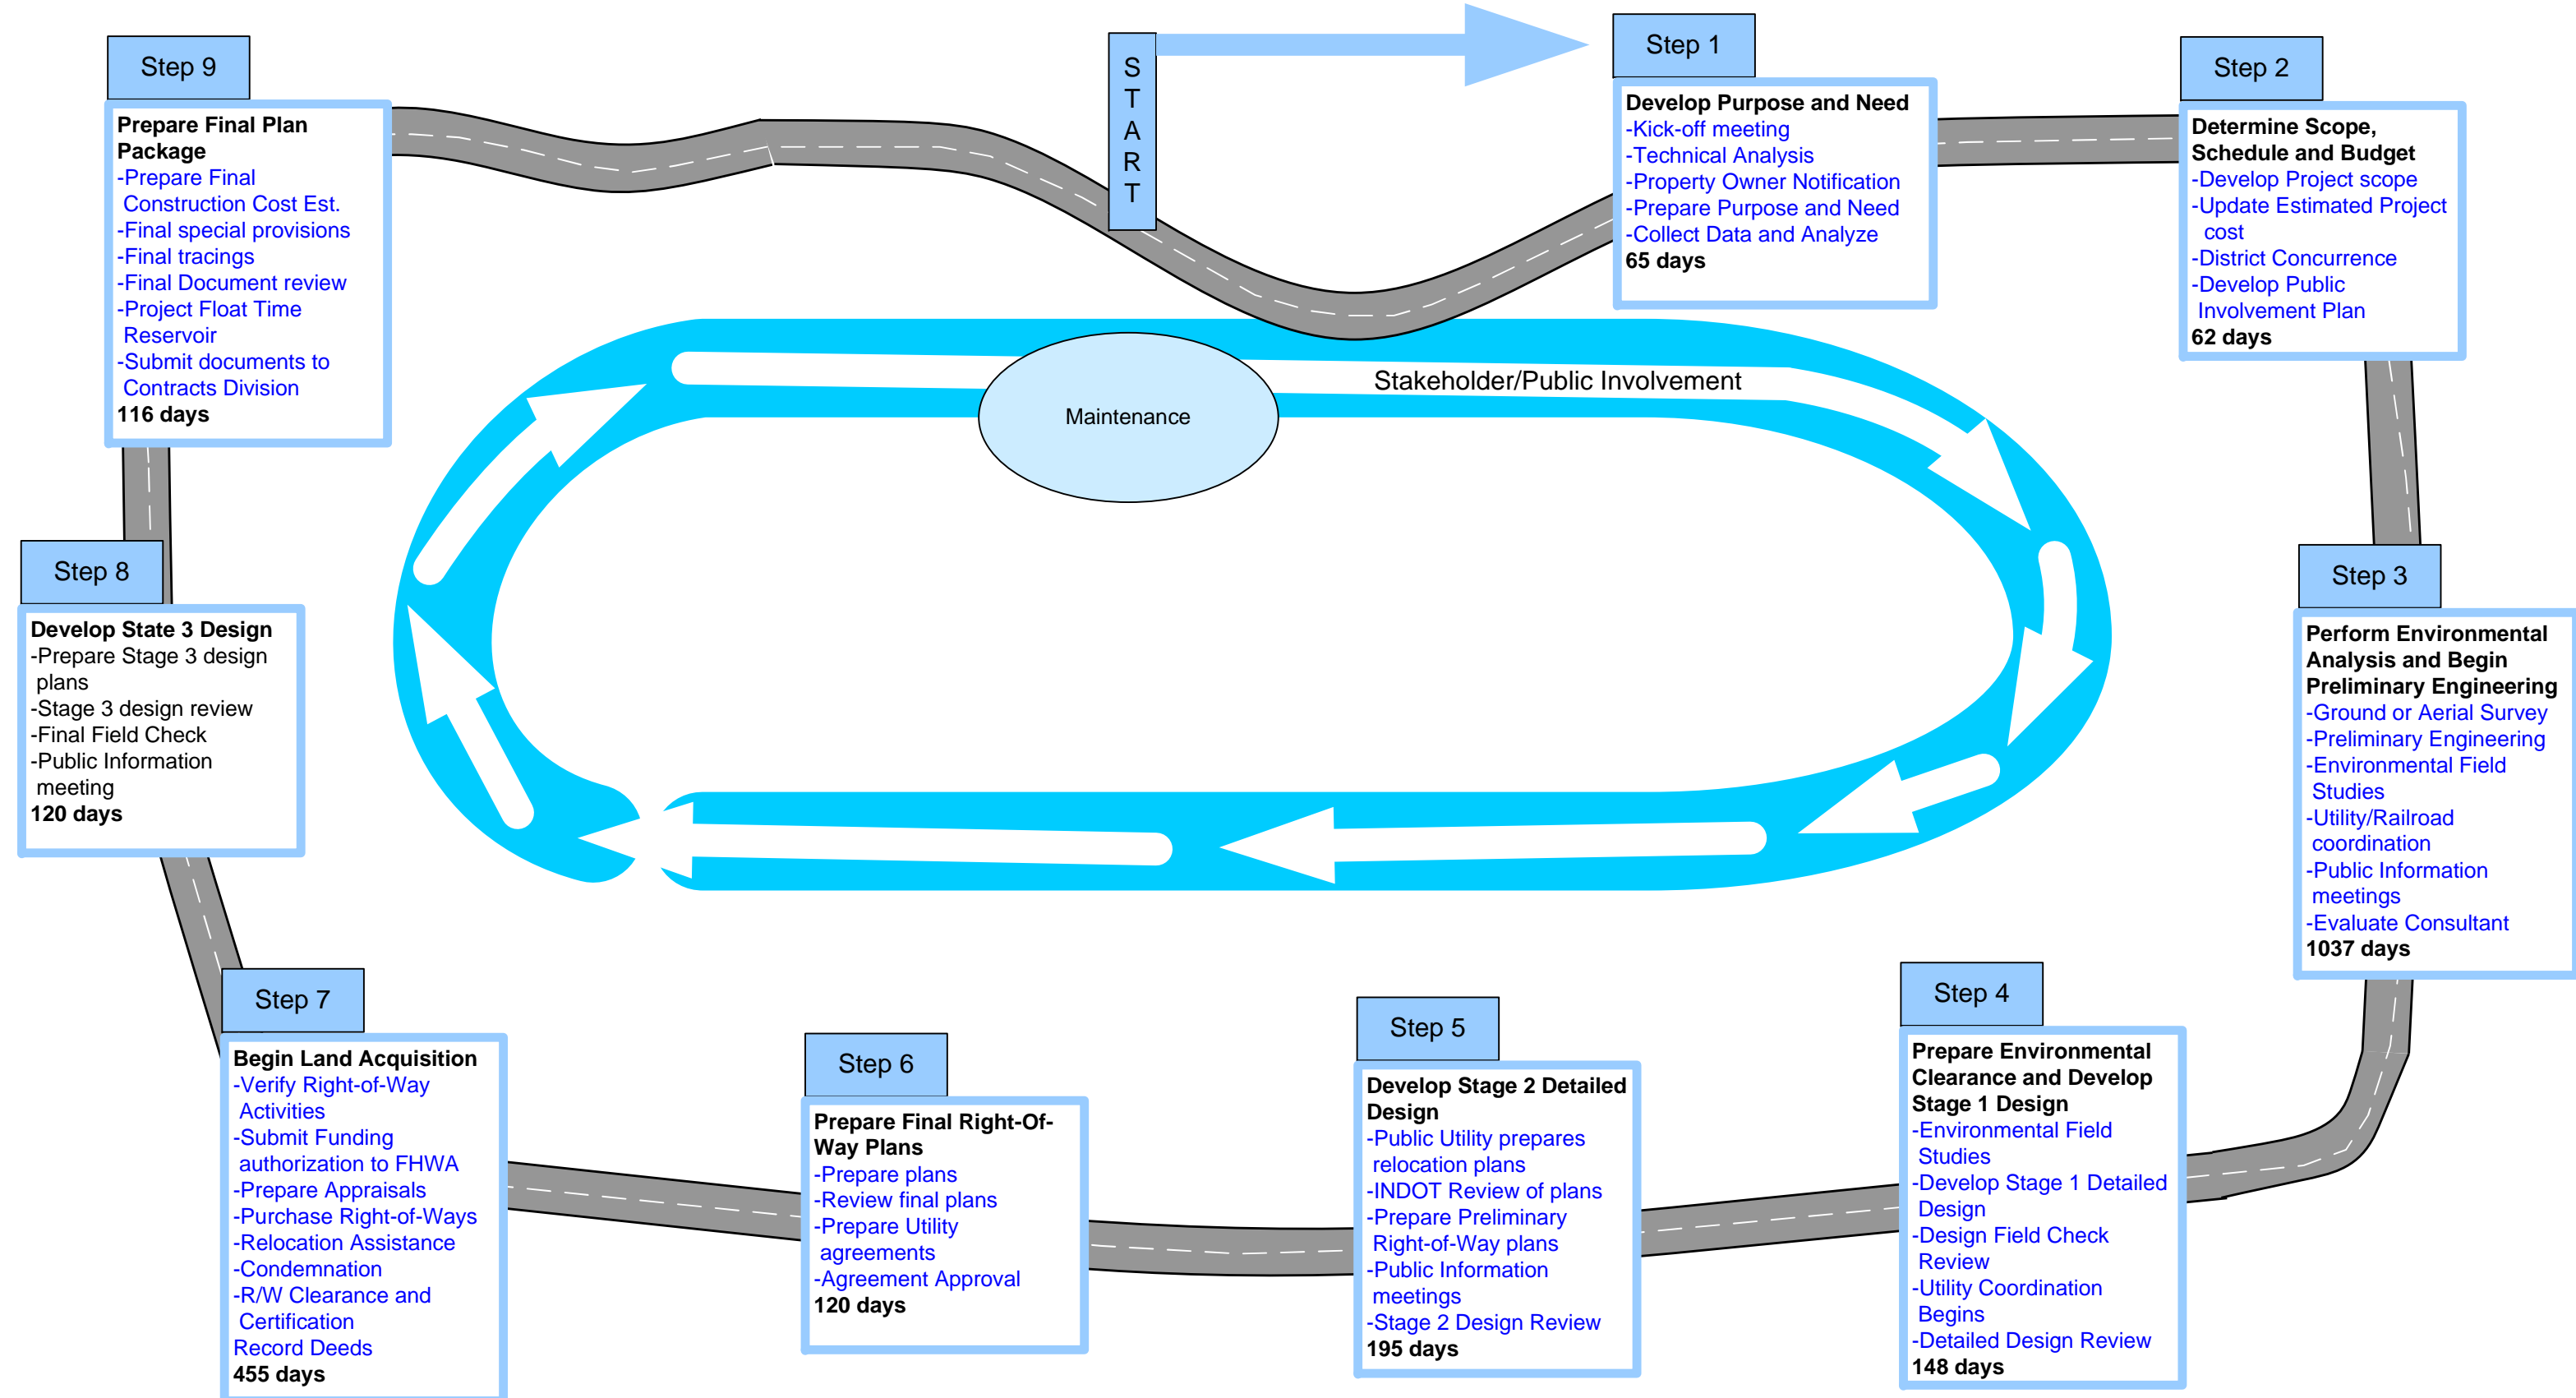 START
Step 1
Develop Purpose and Need
-Kick-off meeting
-Technical Analysis
-Property Owner Notification
-Prepare Purpose and Need
-Collect Data and Analyze
65 days
Step 2
Determine Scope,
Schedule and Budget
-Develop Project scope
-Update Estimated Project
cost
-District Concurrence
-Develop Public
Involvement Plan
62 days
Step 3
Perform Environmental
Analysis and Begin
Preliminary Engineering
-Ground or Aerial Survey
-Preliminary Engineering
-Environmental Field
Studies
-Utility/Railroad
coordination
-Public Information
meetings
-Evaluate Consultant
1037 days
Step 4
Prepare Environmental
Clearance and Develop
Stage 1 Design
-Environmental Field
Studies
-Develop Stage 1 Detailed
Design
-Design Field Check
Review
-Utility Coordination
Begins
-Detailed Design Review
148 days
Step 5
Develop Stage 2 Detailed
Design
-Public Utility prepares
relocation plans
-INDOT Review of plans
-Prepare Preliminary
Right-of-Way plans
-Public Information
meetings
-Stage 2 Design Review
195 days
Step 6
Prepare Final Right-Of-
Way Plans
-Prepare plans
-Review final plans
-Prepare Utility
agreements
-Agreement Approval
120 days
Step 7
Begin Land Acquisition
-Verify Right-of-Way
Activities
-Submit Funding
authorization to FHWA
-Prepare Appraisals
-Purchase Right-of-Ways
-Relocation Assistance
-Condemnation
-R/W Clearance and
Certification
Record Deeds
455 days
Step 8
Develop State 3 Design
-Prepare Stage 3 design
plans
-Stage 3 design review
-Final Field Check
-Public Information
meeting
120 days
Step 9
Prepare Final Plan
Package
-Prepare Final
Construction Cost Est.
-Final special provisions
-Final tracings
-Final Document review
-Project Float Time
Reservoir
-Submit documents to
Contracts Division
116 days
Stakeholder/Public Involvement
Maintenance